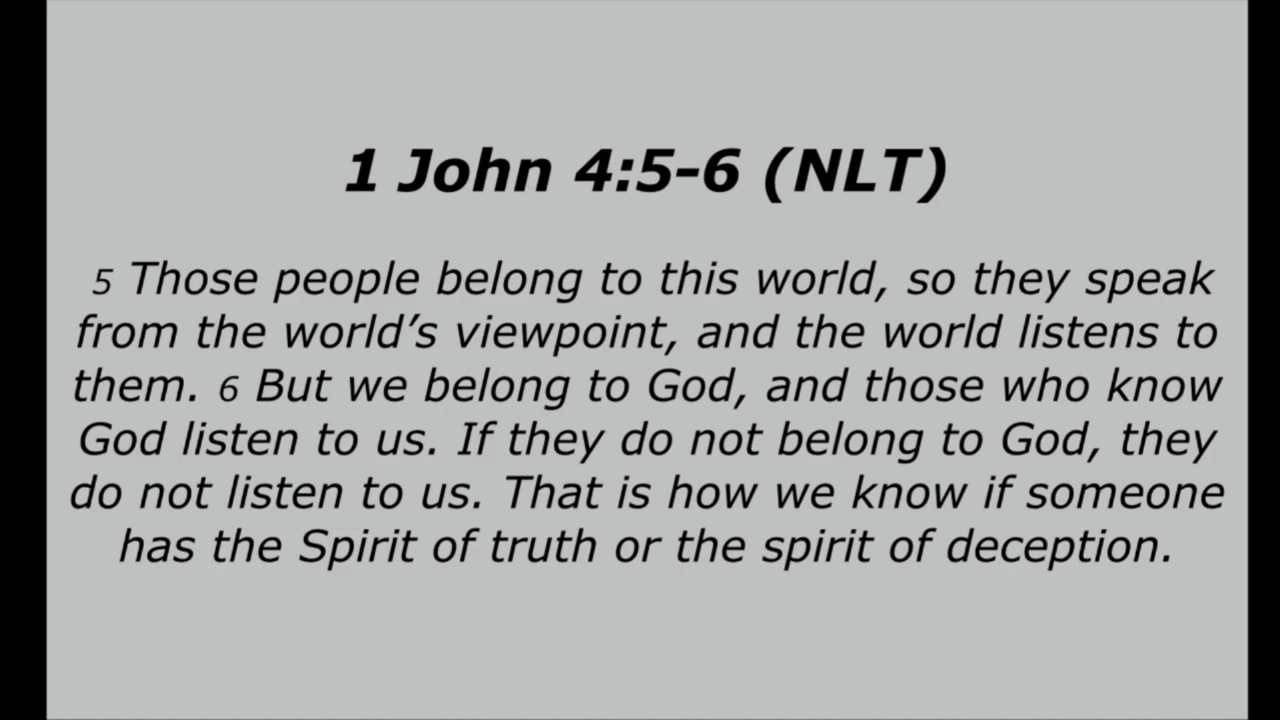 1 John 4:5-6 (NLT)
5 Those people belong to this world, so they speak
from the world’s viewpoint, and the world listens to
them. 6 But we belong to God, and those who know
God listen to us. If they do not belong to God, they
do not listen to us. That is how we know if someone
has the Spirit of truth or the spirit of deception.